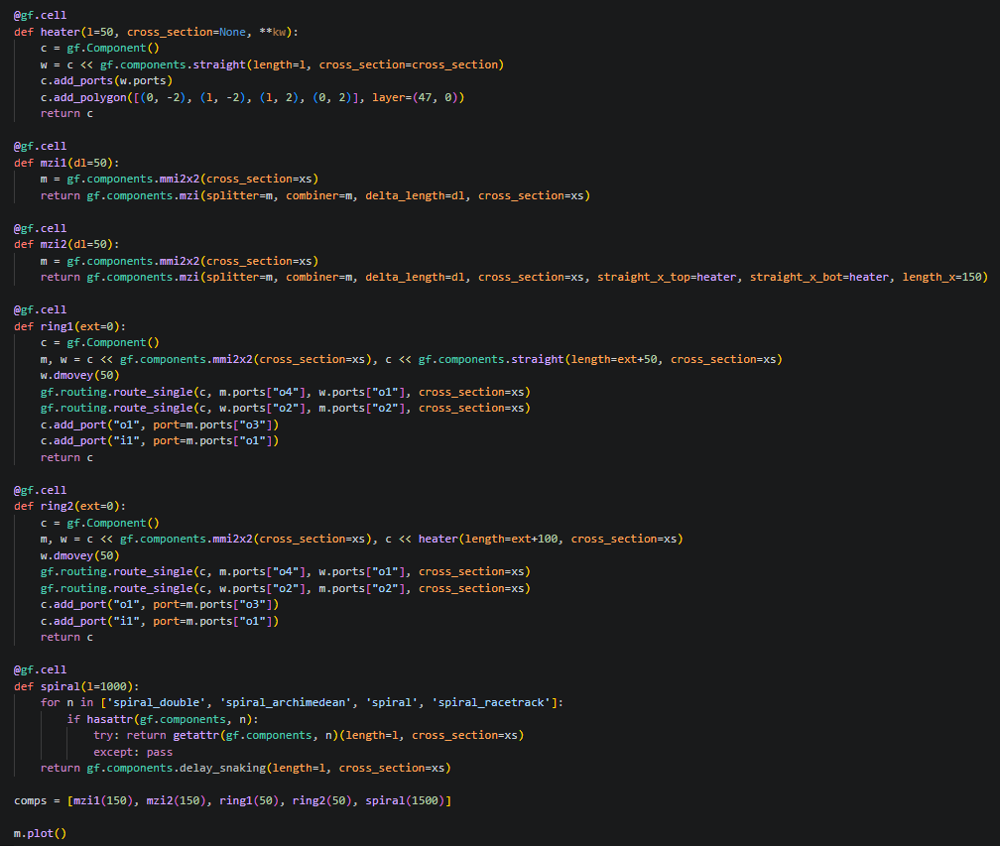 @gf.cell
def heater(l=50, cross_section=None, **kw):
    c = gf.Component()
    w = c << gf.components.straight(length=l, cross_section=cross_section)
    c.add_ports(w.ports)
    c.add_polygon([(0, -2), (l, -2), (l, 2), (0, 2)], layer=(47, 0))
    return c

@gf.cell
def mzi1(dl=50):
    m = gf.components.mmi2x2(cross_section=xs)
    return gf.components.mzi(splitter=m, combiner=m, delta_length=dl, cross_section=xs)

@gf.cell
def mzi2(dl=50):
    m = gf.components.mmi2x2(cross_section=xs)
    return gf.components.mzi(splitter=m, combiner=m, delta_length=dl, cross_section=xs, straight_x_top=heater, straight_x_bot=heater, length_x=150)

@gf.cell
def ring1(ext=0):
    c = gf.Component()
    m, w = c << gf.components.mmi2x2(cross_section=xs), c << gf.components.straight(length=ext+50, cross_section=xs)
    w.dmovey(50)
    gf.routing.route_single(c, m.ports["o4"], w.ports["o1"], cross_section=xs)
    gf.routing.route_single(c, w.ports["o2"], m.ports["o2"], cross_section=xs)
    c.add_port("o1", port=m.ports["o3"])
    c.add_port("i1", port=m.ports["o1"])
    return c

@gf.cell
def ring2(ext=0):
    c = gf.Component()
    m, w = c << gf.components.mmi2x2(cross_section=xs), c << heater(length=ext+100, cross_section=xs)
    w.dmovey(50)
    gf.routing.route_single(c, m.ports["o4"], w.ports["o1"], cross_section=xs)
    gf.routing.route_single(c, w.ports["o2"], m.ports["o2"], cross_section=xs)
    c.add_port("o1", port=m.ports["o3"])
    c.add_port("i1", port=m.ports["o1"])
    return c

@gf.cell
def spiral(l=1000):
    for n in ['spiral_double', 'spiral_archimedean', 'spiral', 'spiral_racetrack']:
        if hasattr(gf.components, n):
            try: return getattr(gf.components, n)(length=l, cross_section=xs)
            except: pass
    return gf.components.delay_snaking(length=l, cross_section=xs)

comps = [mzi1(150), mzi2(150), ring1(50), ring2(50), spiral(1500)]

m.plot()